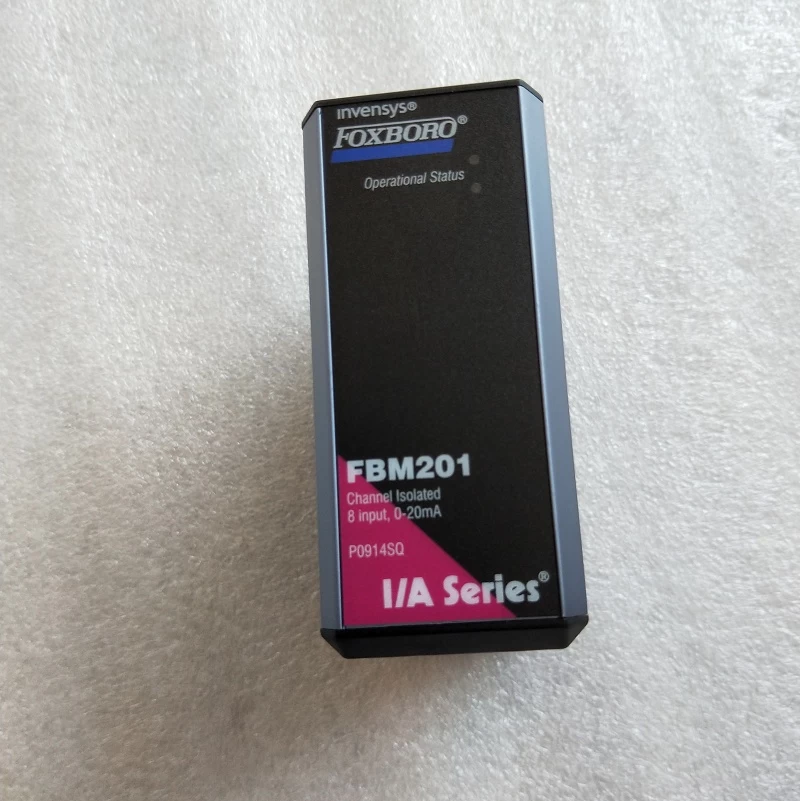 invensys®
FOXBORO®
Operational Status
FBM201
Channel Isolated
8 input, 0-20mA
P0914SQ
I/A Series®